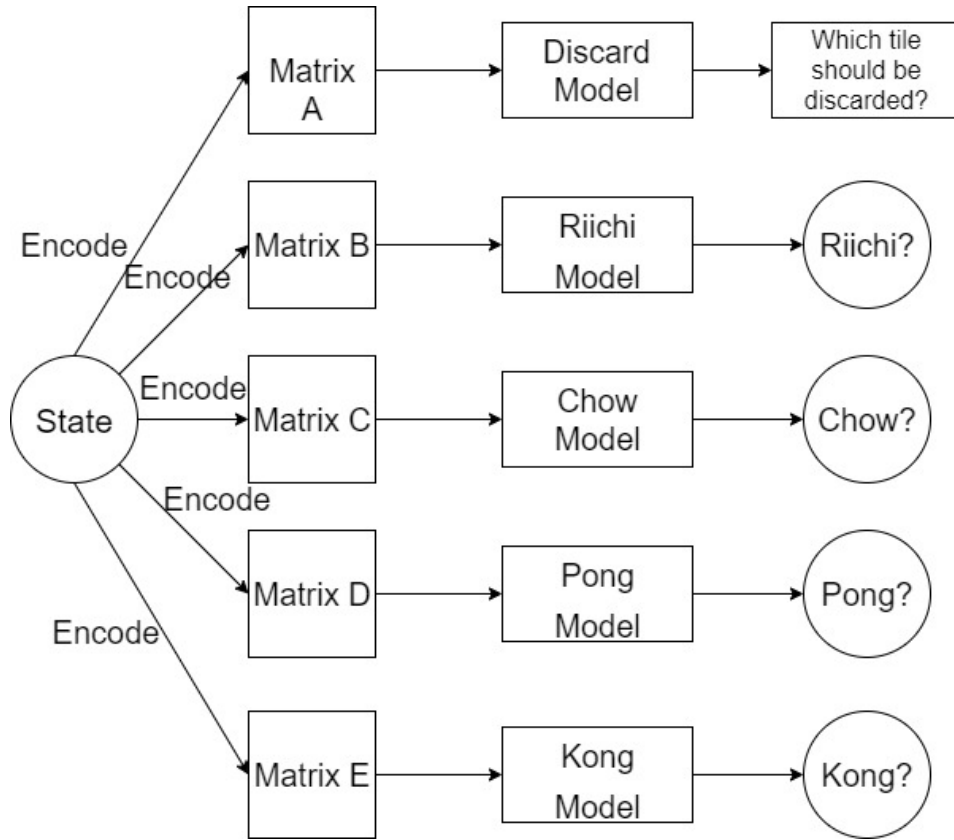 Matrix
A
Discard
Model
Which tile
should be
discarded?
Encode
Encode
Matrix B
Riichi
Model
Riichi?
State
Encode
Matrix C
Chow
Model
Chow?
Encode
Matrix D
Pong
Model
Pong?
Encode
Matrix E
Kong
Model
Kong?